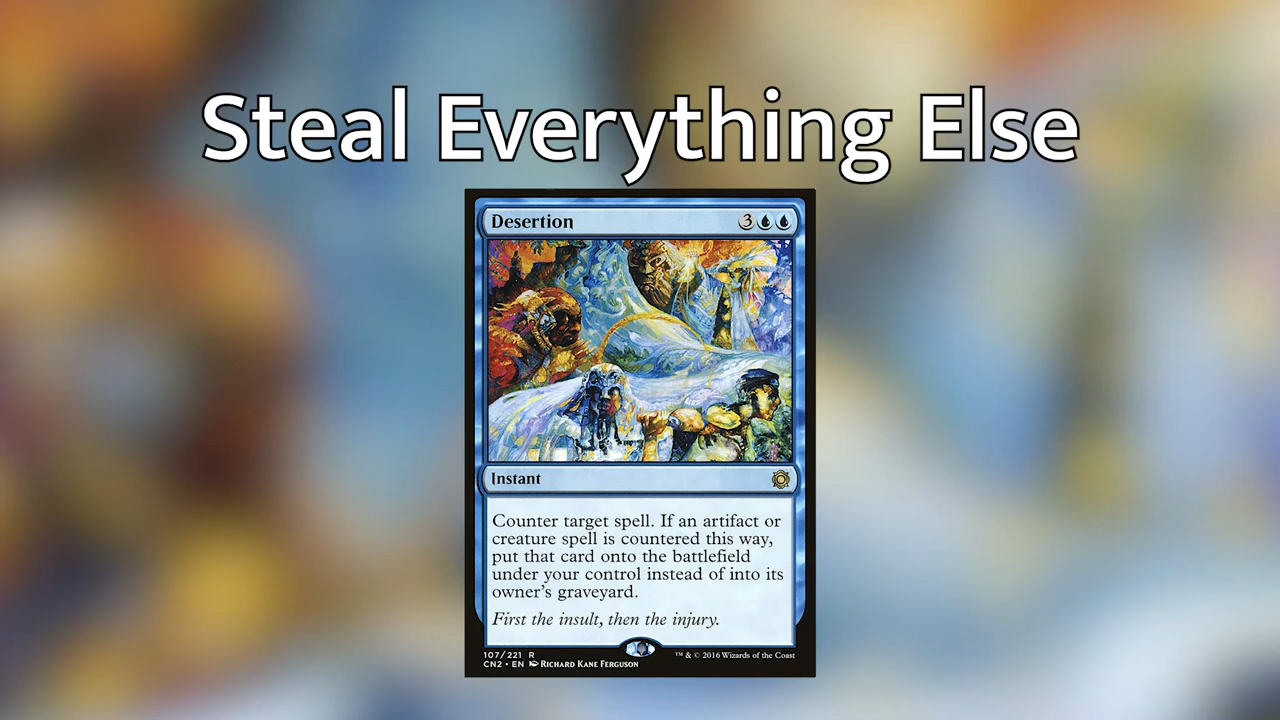 Steal Everything Else
Desertion 3
Instant
Counter target spell. If an artifact or
creature spell is countered this way,
put that card onto the battlefield
under your control instead of into its
owner's graveyard.
First the insult, then the injury.
107/221 R
CN2 • EN Richard Kane Ferguson
™ & © 2016 Wizards of the Coast